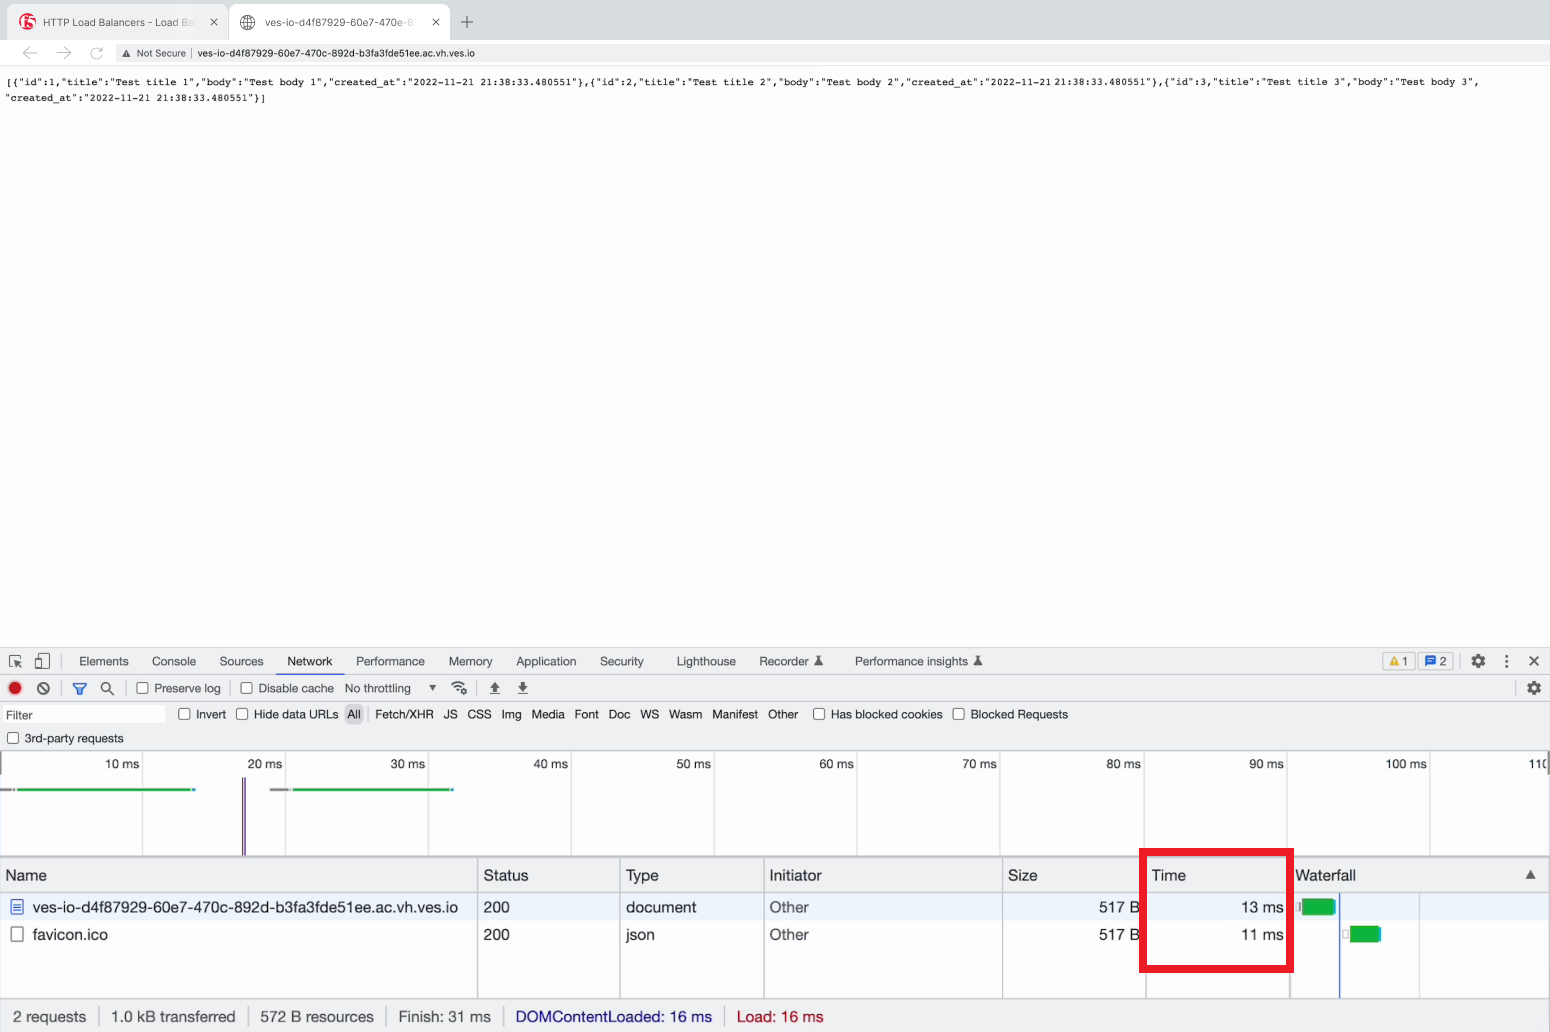 HTTP Load Balancers - Load Ba
ves-io-d4f87929-60e7-470e-8
Not Secure ves-io-d4f87929-60e7-470c-892d-b3fa3fde51ee.ac.vh.ves.io
[{"id":1,"title":"Test title 1","body":"Test body 1","created_at":"2022-11-21 21:38:33.480551"},{"id":2,"title":"Test title 2","body":"Test body 2","created_at":"2022-11-21 21:38:33.480551"},{"id":3,"title":"Test title 3","body":"Test body 3",
"created_at":"2022-11-21 21:38:33.480551"}]
Elements Console Sources Network Performance Memory Application Security Lighthouse Recorder Performance insights 1 2
Preserve log Disable cache No throttling
Filter Invert Hide data URLs All Fetch/XHR JS CSS Img Media Font Doc WS Wasm Manifest Other Has blocked cookies Blocked Requests
3rd-party requests
10 ms 20 ms 30 ms 40 ms 50 ms 60 ms 70 ms 80 ms 90 ms 100 ms 110
Name Status Type Initiator Size Time Waterfall
ves-io-d4f87929-60e7-470c-892d-b3fa3fde51ee.ac.vh.ves.io 200 document Other 517 B 13 ms
favicon.ico 200 json Other 517 B 11 ms
2 requests 1.0 kB transferred 572 B resources Finish: 31 ms DOMContentLoaded: 16 ms Load: 16 ms